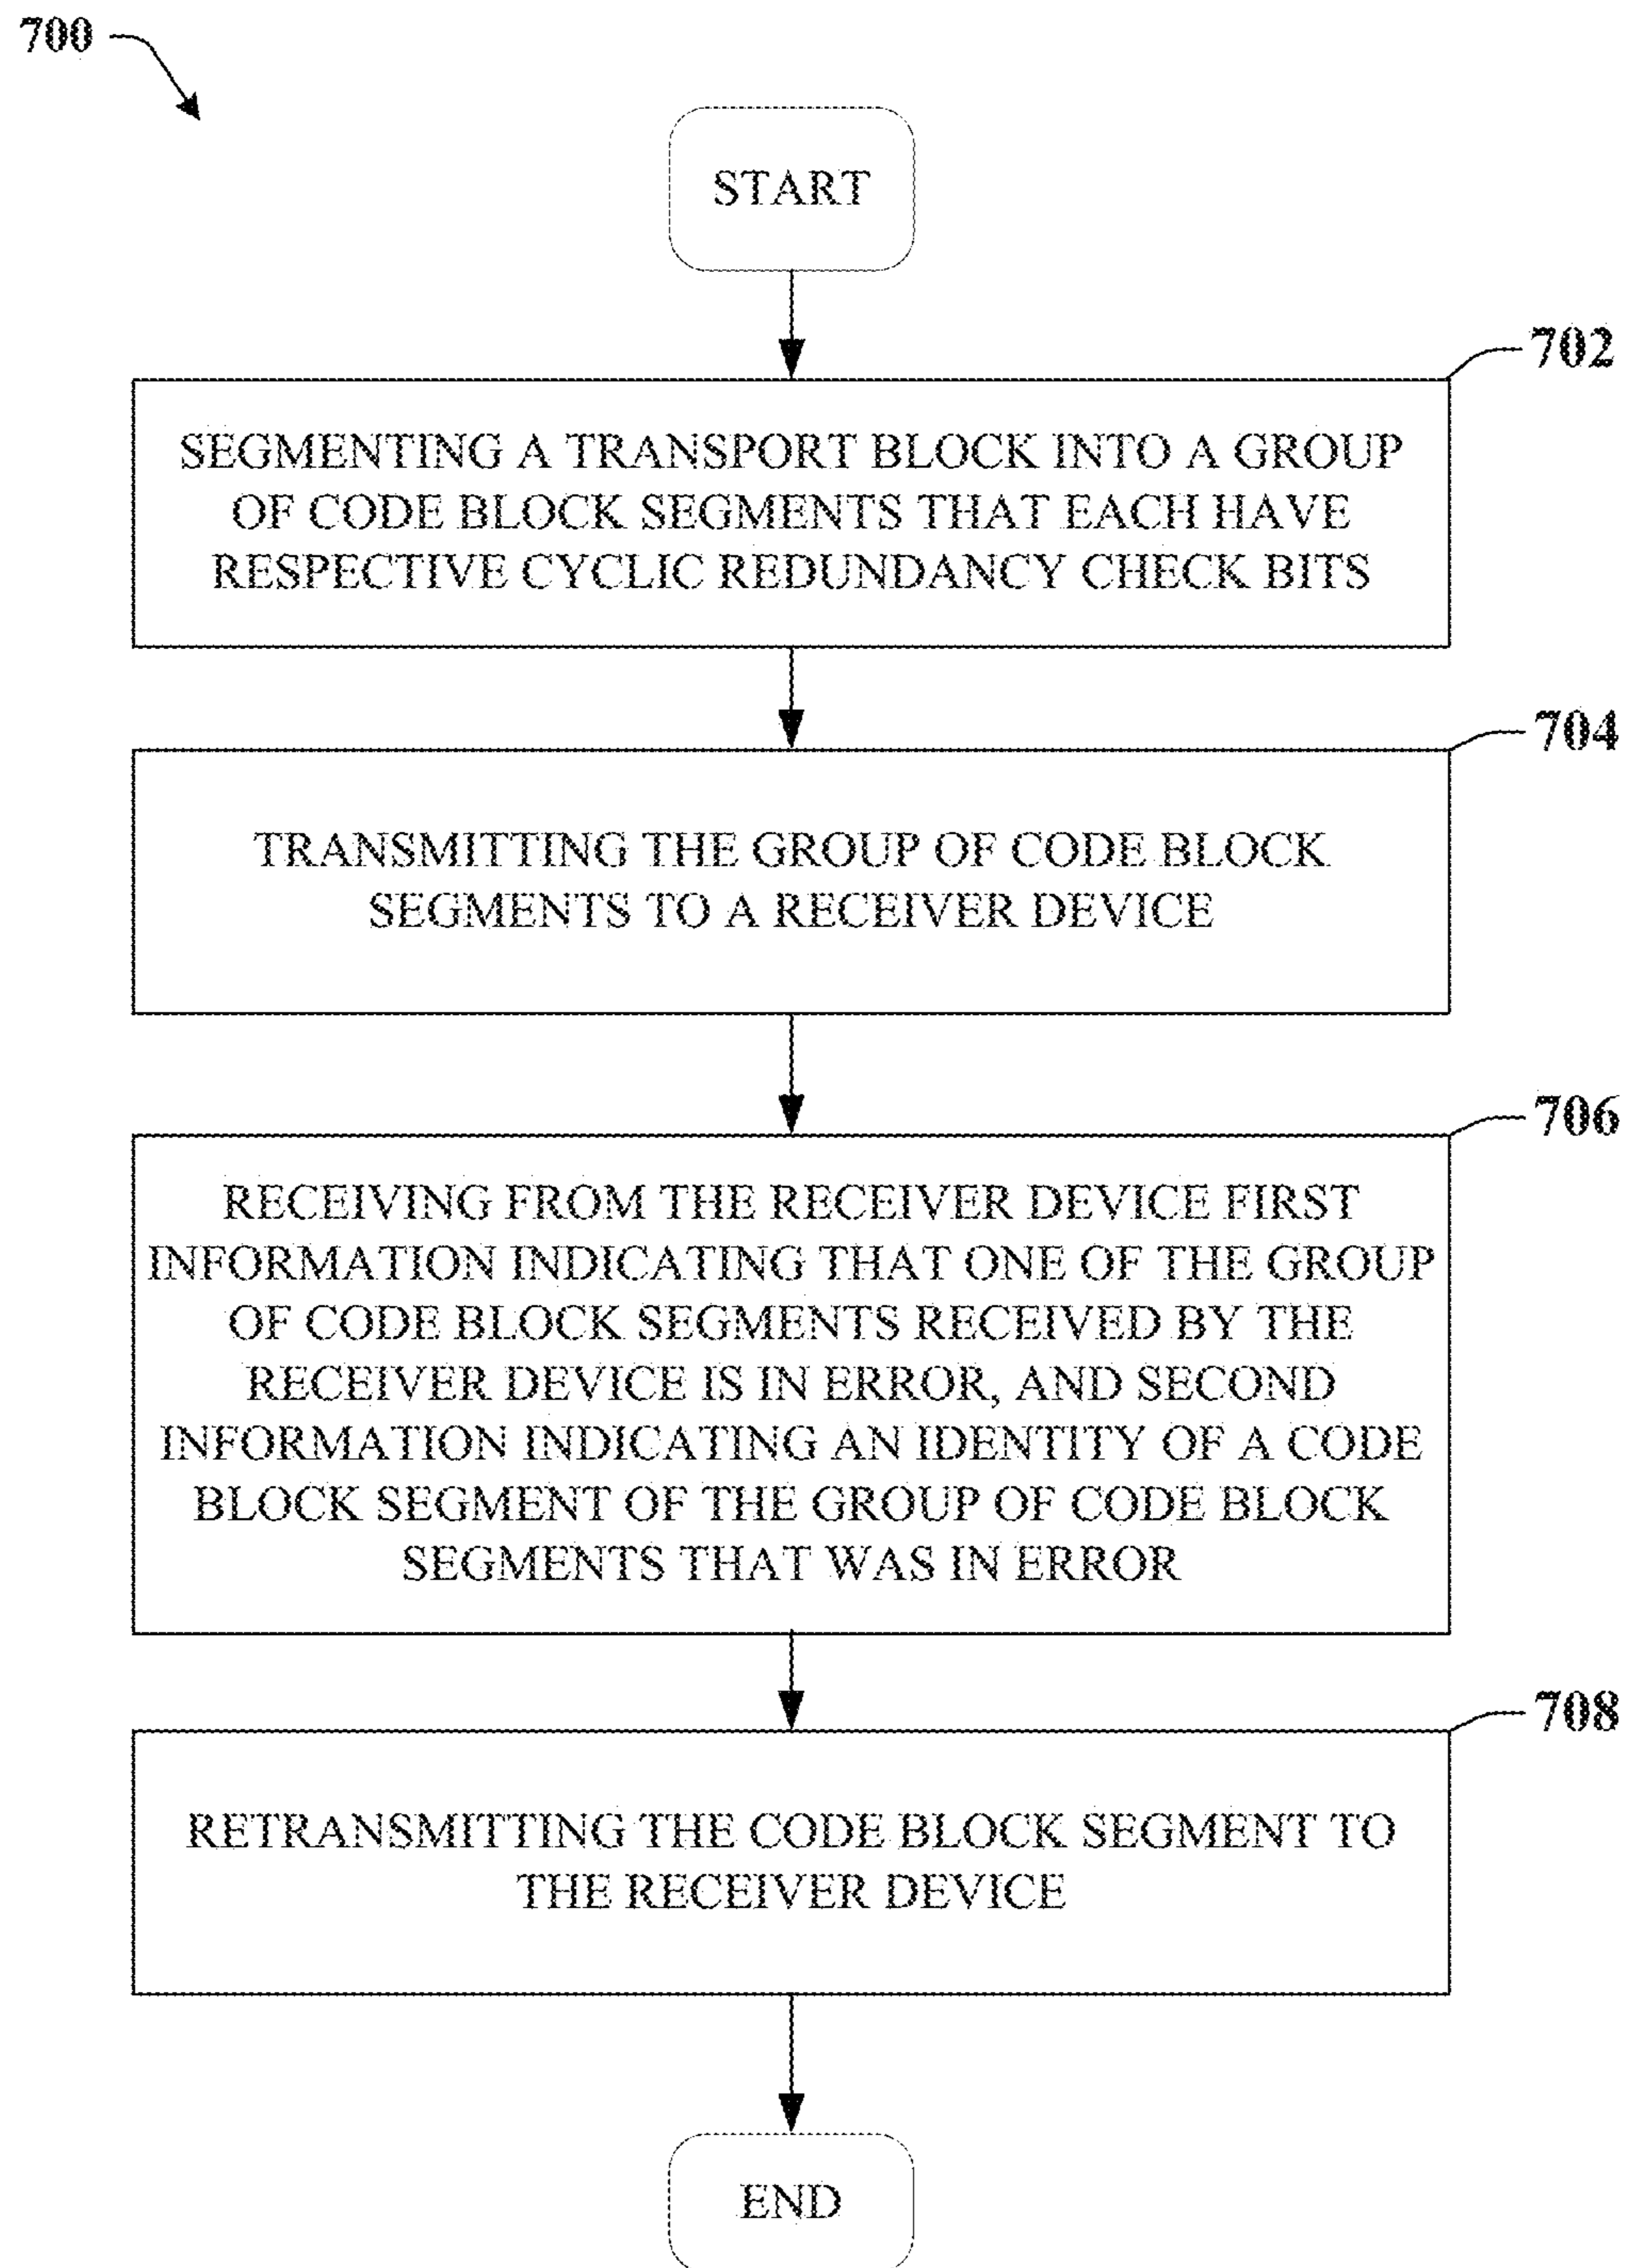 700
START
702
SEGMENTING A TRANSPORT BLOCK INTO A GROUP
OF CODE BLOCK SEGMENTS THAT EACH HAVE
RESPECTIVE CYCLIC REDUNDANCY CHECK BITS
704
TRANSMITTING THE GROUP OF CODE BLOCK
SEGMENTS TO A RECEIVER DEVICE
706
RECEIVING FROM THE RECEIVER DEVICE FIRST
INFORMATION INDICATING THAT ONE OF THE GROUP
OF CODE BLOCK SEGMENTS RECEIVED BY THE
RECEIVER DEVICE IS IN ERROR, AND SECOND
INFORMATION INDICATING AN IDENTITY OF A CODE
BLOCK SEGMENT OF THE GROUP OF CODE BLOCK
SEGMENTS THAT WAS IN ERROR
708
RETRANSMITTING THE CODE BLOCK SEGMENT TO
THE RECEIVER DEVICE
END